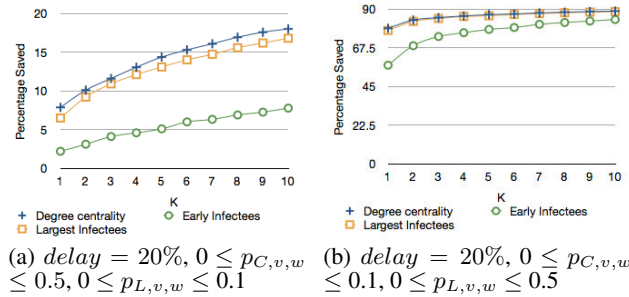 20
15
10
5
0
Percentage Saved
1 2 3 4 5 6 7 8 9 10
K
Degree centrality
Early Infectees
Largest Infectees
(a) delay = 20%, 0 ≤ p_{C,v,w}
≤ 0.5, 0 ≤ p_{L,v,w} ≤ 0.1
90
67.5
45
22.5
0
Percentage Saved
1 2 3 4 5 6 7 8 9 10
K
Degree centrality
Early Infectees
Largest Infectees
(b) delay = 20%, 0 ≤ p_{C,v,w}
≤ 0.1, 0 ≤ p_{L,v,w} ≤ 0.5